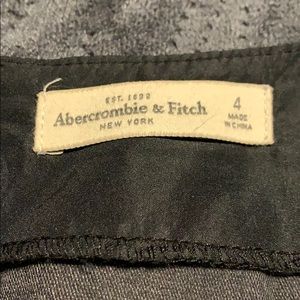 EST. 1892
Abercrombie & Fitch
NEW YORK
4
MADE
IN CHINA